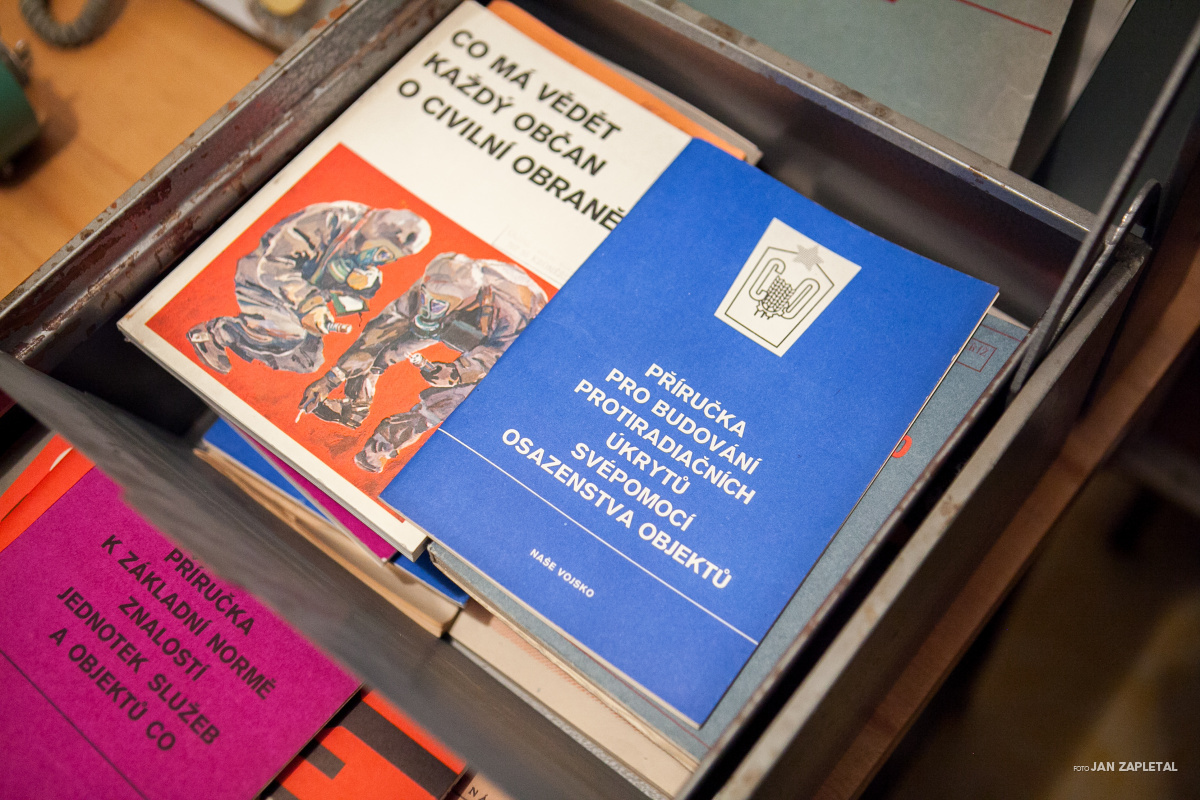 CO MÁ VĚDĚT
KAŽDÝ OBČAN
O CIVILNÍ OBRANĚ
CO
PŘÍRUČKA
PRO BUDOVÁNÍ
PROTIRADIAČNÍCH
ÚKRYTŮ
SVÉPOMOCÍ
OSAZENSTVA OBJEKTŮ
NAŠE VOJSKO
PŘÍRUČKA
K ZÁKLADNÍ NORMĚ
ZNALOSTÍ
JEDNOTEK SLUŽEB
A OBJEKTŮ CO
FOTO JAN ZAPLETAL